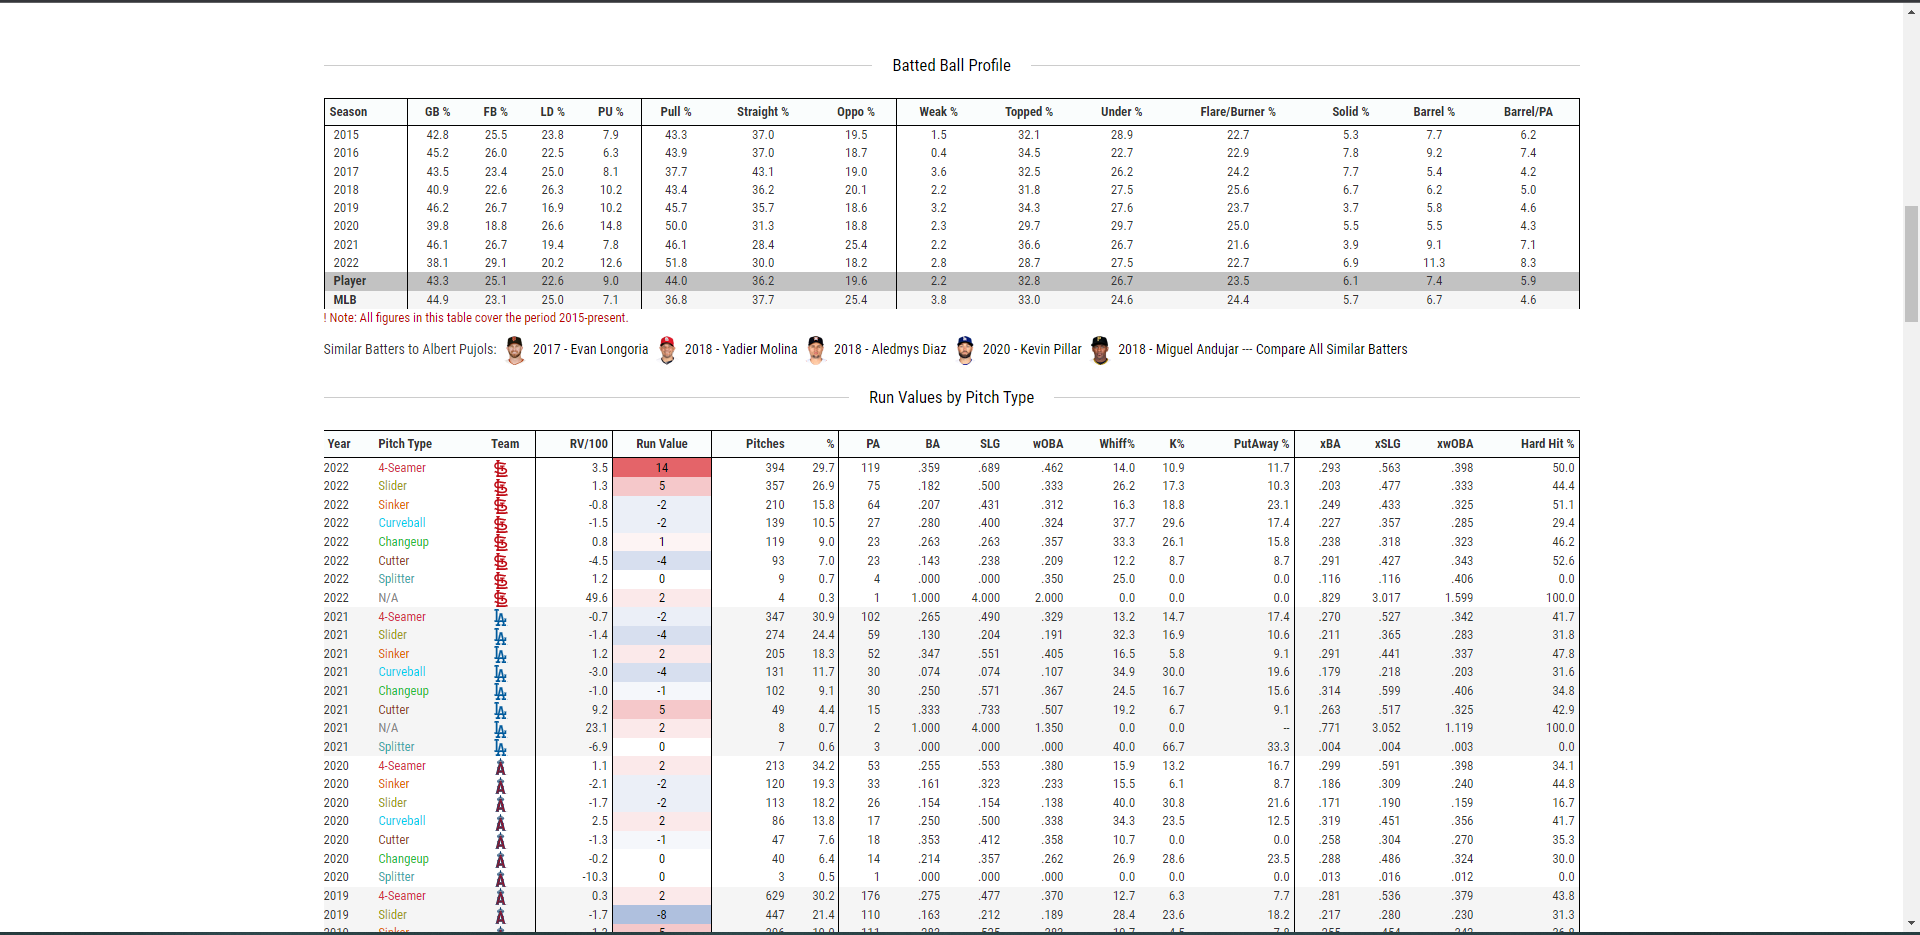 Batted Ball Profile
Season GB % FB % LD % PU % Pull % Straight % Oppo % Weak % Topped % Under % Flare/Burner % Solid % Barrel % Barrel/PA
2015 42.8 25.5 23.8 7.9 43.3 37.0 19.5 1.5 32.1 28.9 22.7 5.3 7.7 6.2
2016 45.2 26.0 22.5 6.3 43.9 37.0 18.7 0.4 34.5 22.7 22.9 7.8 9.2 7.4
2017 43.5 23.4 25.0 8.1 37.7 43.1 19.0 3.6 32.5 26.2 24.2 7.7 5.4 4.2
2018 40.9 22.6 26.3 10.2 43.4 36.2 20.1 2.2 31.8 27.5 25.6 6.7 6.2 5.0
2019 46.2 26.7 16.9 10.2 45.7 35.7 18.6 3.2 34.3 27.6 23.7 3.7 5.8 4.6
2020 39.8 18.8 26.6 14.8 50.0 31.3 18.8 2.3 29.7 29.7 25.0 5.5 5.5 4.3
2021 46.1 26.7 19.4 7.8 46.1 28.4 25.4 2.2 36.6 26.7 21.6 3.9 9.1 7.1
2022 38.1 29.1 20.2 12.6 51.8 30.0 18.2 2.8 28.7 27.5 22.7 6.9 11.3 8.3
Player 43.3 25.1 22.6 9.0 44.0 36.2 19.6 2.2 32.8 26.7 23.5 6.1 7.4 5.9
MLB 44.9 23.1 25.0 7.1 36.8 37.7 25.4 3.8 33.0 24.6 24.4 5.7 6.7 4.6
! Note: All figures in this table cover the period 2015-present.
Similar Batters to Albert Pujols: 2017 - Evan Longoria 2018 - Yadier Molina 2018 - Aledmys Diaz 2020 - Kevin Pillar 2018 - Miguel Andujar --- Compare All Similar Batters
Run Values by Pitch Type
Year Pitch Type Team RV/100 Run Value Pitches % PA BA SLG wOBA Whiff% K% PutAway % xBA xSLG xwOBA Hard Hit %
2022 4-Seamer 3.5 14 394 29.7 119 .359 .689 .462 14.0 10.9 11.7 .293 .563 .398 50.0
2022 Slider 1.3 5 357 26.9 75 .182 .500 .333 26.2 17.3 10.3 .203 .477 .333 44.4
2022 Sinker -0.8 -2 210 15.8 64 .207 .431 .312 16.3 18.8 23.1 .249 .433 .325 51.1
2022 Curveball -1.5 -2 139 10.5 27 .280 .400 .324 37.7 29.6 17.4 .227 .357 .285 29.4
2022 Changeup 0.8 1 119 9.0 23 .263 .263 .357 33.3 26.1 15.8 .238 .318 .323 46.2
2022 Cutter -4.5 -4 93 7.0 23 .143 .238 .209 12.2 8.7 8.7 .291 .427 .343 52.6
2022 Splitter 1.2 0 9 0.7 4 .000 .000 .350 25.0 0.0 0.0 .116 .116 .406 0.0
2022 N/A 49.6 2 4 0.3 1 1.000 4.000 2.000 0.0 0.0 0.0 .829 3.017 1.599 100.0
2021 4-Seamer -0.7 -2 347 30.9 102 .265 .490 .329 13.2 14.7 17.4 .270 .527 .342 41.7
2021 Slider -1.4 -4 274 24.4 59 .130 .204 .191 32.3 16.9 10.6 .211 .365 .283 31.8
2021 Sinker 1.2 2 205 18.3 52 .347 .551 .405 16.5 5.8 9.1 .291 .441 .337 47.8
2021 Curveball -3.0 -4 131 11.7 30 .074 .074 .107 34.9 30.0 19.6 .179 .218 .203 31.6
2021 Changeup -1.0 -1 102 9.1 30 .250 .571 .367 24.5 16.7 15.6 .314 .599 .406 34.8
2021 Cutter 9.2 5 49 4.4 15 .333 .733 .507 19.2 6.7 9.1 .263 .517 .325 42.9
2021 N/A 23.1 2 8 0.7 2 1.000 4.000 1.350 0.0 0.0 -- .771 3.052 1.119 100.0
2021 Splitter -6.9 0 7 0.6 3 .000 .000 .000 40.0 66.7 33.3 .004 .004 .003 0.0
2020 4-Seamer 1.1 2 213 34.2 53 .255 .553 .380 15.9 13.2 16.7 .299 .591 .398 34.1
2020 Sinker -2.1 -2 120 19.3 33 .161 .323 .233 15.5 6.1 8.7 .186 .309 .240 44.8
2020 Slider -1.7 -2 113 18.2 26 .154 .154 .138 40.0 30.8 21.6 .171 .190 .159 16.7
2020 Curveball 2.5 2 86 13.8 17 .250 .500 .338 34.3 23.5 12.5 .319 .451 .356 41.7
2020 Cutter -1.3 -1 47 7.6 18 .353 .412 .358 10.7 0.0 0.0 .258 .304 .270 35.3
2020 Changeup -0.2 0 40 6.4 14 .214 .357 .262 26.9 28.6 23.5 .288 .486 .324 30.0
2020 Splitter -10.3 0 3 0.5 1 .000 .000 .000 0.0 0.0 0.0 .013 .016 .012 0.0
2019 4-Seamer 0.3 2 629 30.2 176 .275 .477 .370 12.7 6.3 7.7 .281 .536 .379 43.8
2019 Slider -1.7 -8 447 21.4 110 .163 .212 .189 28.4 23.6 18.2 .217 .280 .230 31.3